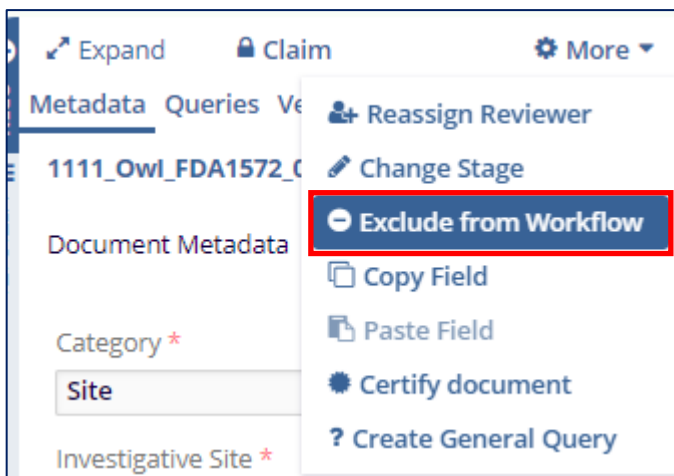 Expand Claim More
Metadata Queries
Reassign Reviewer
1111_Owl_FDA1572_
Change Stage
Exclude from Workflow
Document Metadata
Copy Field
Paste Field
Category *
Site
Certify document
? Create General Query
Investigative Site *